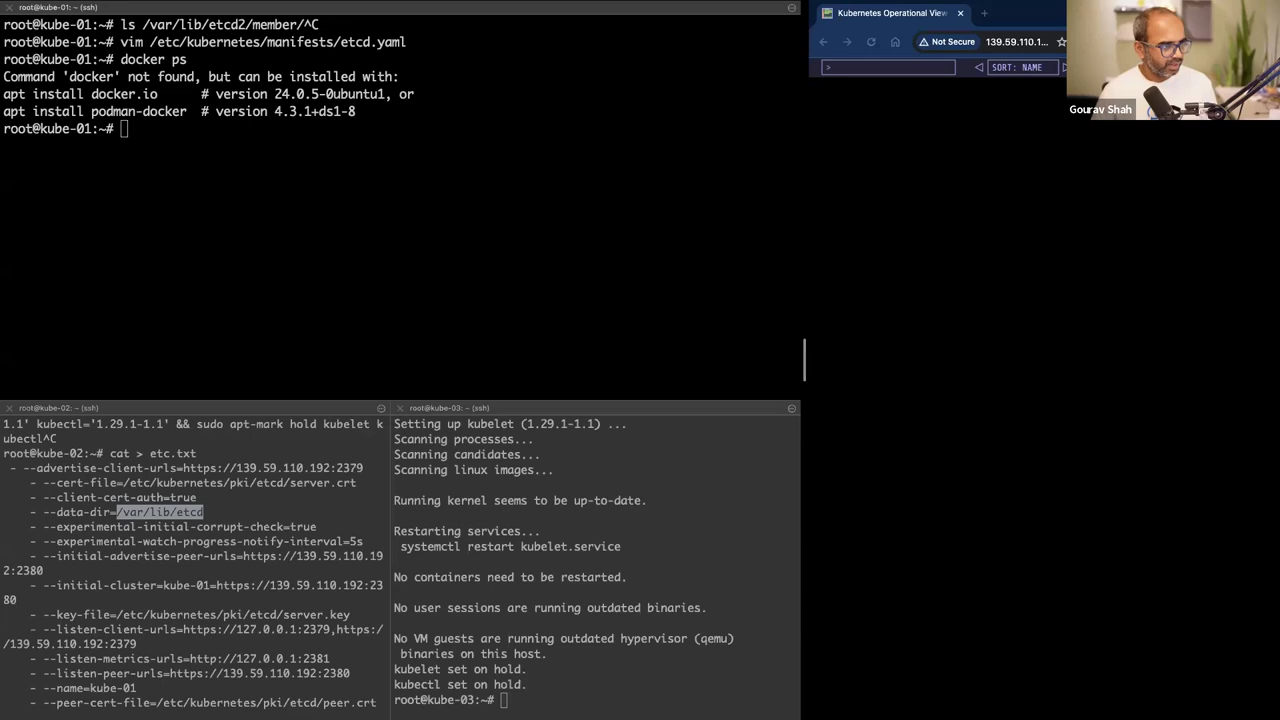 root@kube-01: ~ (ssh)
root@kube-01:~# ls /var/lib/etcd2/member/^C
root@kube-01:~# vim /etc/kubernetes/manifests/etcd.yaml
root@kube-01:~# docker ps
Command 'docker' not found, but can be installed with:
apt install docker.io      # version 24.0.5-0ubuntu1, or
apt install podman-docker  # version 4.3.1+ds1-8
root@kube-01:~#
Kubernetes Operational View
Not Secure
139.59.110.1...
>
SORT: NAME
Gourav Shah
root@kube-02: ~ (ssh)
1.1' kubectl='1.29.1-1.1' && sudo apt-mark hold kubelet k
ubectl^C
root@kube-02:~# cat > etc.txt
- --advertise-client-urls=https://139.59.110.192:2379
- --cert-file=/etc/kubernetes/pki/etcd/server.crt
- --client-cert-auth=true
- --data-dir=/var/lib/etcd
- --experimental-initial-corrupt-check=true
- --experimental-watch-progress-notify-interval=5s
- --initial-advertise-peer-urls=https://139.59.110.19
2:2380
- --initial-cluster=kube-01=https://139.59.110.192:23
80
- --key-file=/etc/kubernetes/pki/etcd/server.key
- --listen-client-urls=https://127.0.0.1:2379,https:/
/139.59.110.192:2379
- --listen-metrics-urls=http://127.0.0.1:2381
- --listen-peer-urls=https://139.59.110.192:2380
- --name=kube-01
- --peer-cert-file=/etc/kubernetes/pki/etcd/peer.crt
root@kube-03: ~ (ssh)
Setting up kubelet (1.29.1-1.1) ...
Scanning processes...
Scanning candidates...
Scanning linux images...
Running kernel seems to be up-to-date.
Restarting services...
systemctl restart kubelet.service
No containers need to be restarted.
No user sessions are running outdated binaries.
No VM guests are running outdated hypervisor (qemu)
binaries on this host.
kubelet set on hold.
kubectl set on hold.
root@kube-03:~#